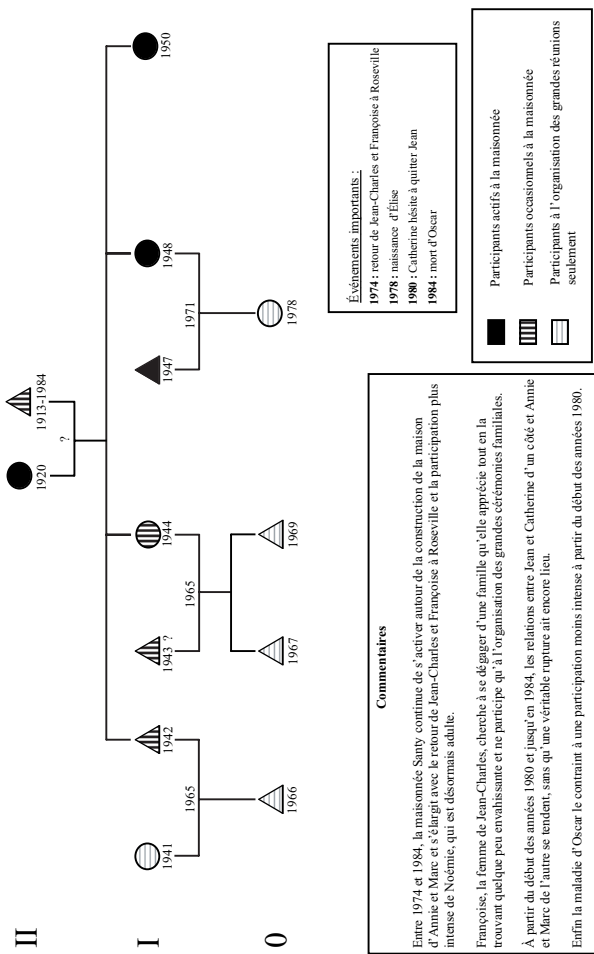 II
1920
1913-1984
?
I
1941
1942
1943 ?
1944
1947
1948
1950
1965
1965
1971
0
1966
1967
1969
1978
Commentaires
Entre 1974 et 1984, la maisonnée Santy continue de s'activer autour de la construction de la maison
d'Annie et Marc et s'élargit avec le retour de Jean-Charles et Françoise à Roseville et la participation plus
intense de Noémie, qui est désormais adulte.
Françoise, la femme de Jean-Charles, cherche à se dégager d'une famille qu'elle apprécie tout en la
trouvant quelque peu envahissante et ne participe qu'à l'organisation des grandes cérémonies familiales.
À partir du début des années 1980 et jusqu'en 1984, les relations entre Jean et Catherine d'un côté et Annie
et Marc de l'autre se tendent, sans qu'une véritable rupture ait encore lieu.
Enfin la maladie d'Oscar le contraint à une participation moins intense à partir du début des années 1980.
Événements importants :
1974 : retour de Jean-Charles et Françoise à Roseville
1978 : naissance d'Élise
1980 : Catherine hésite à quitter Jean
1984 : mort d'Oscar
Participants actifs à la maisonnée
Participants occasionnels à la maisonnée
Participants à l'organisation des grandes réunions
seulement